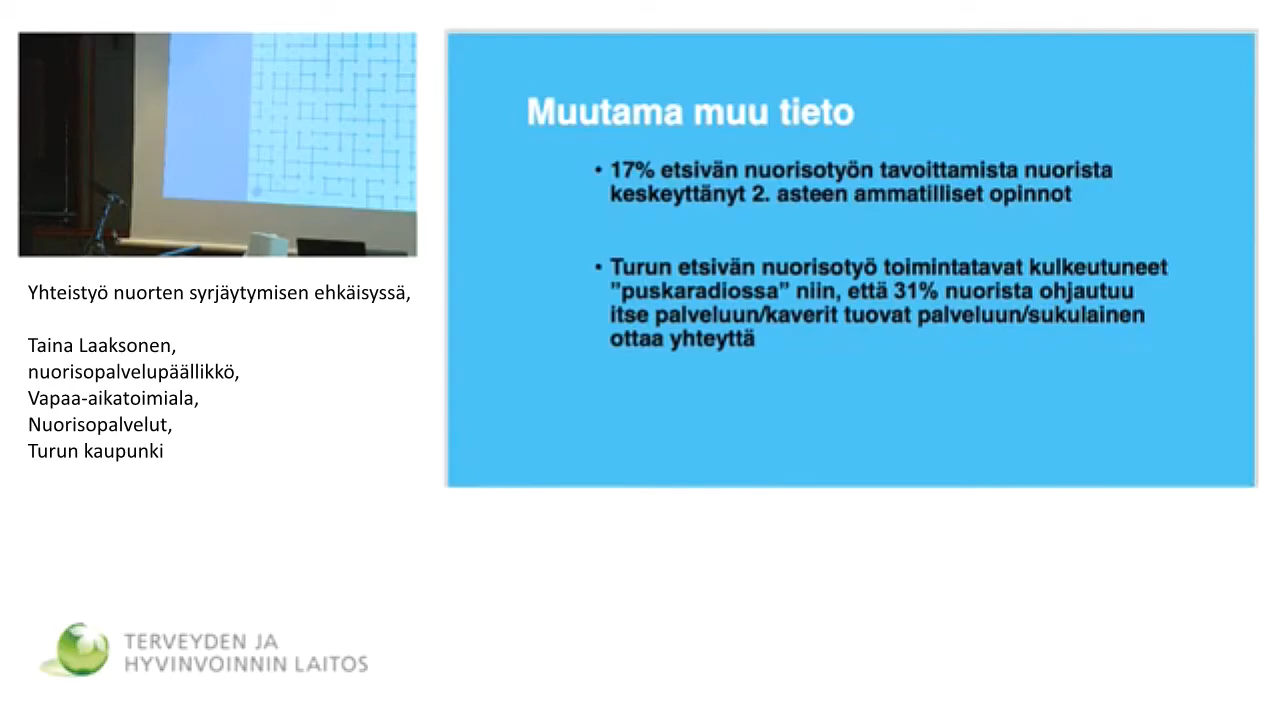 Yhteistyö nuorten syrjäytymisen ehkäisyssä,
Taina Laaksonen,
nuorisopalvelupäällikkö,
Vapaa-aikatoimiala,
Nuorisopalvelut,
Turun kaupunki
Muutama muu tieto
• 17% etsivän nuorisotyön tavoittamista nuorista
keskeyttänyt 2. asteen ammatilliset opinnot
• Turun etsivän nuorisotyö toimintatavat kulkeutuneet
”puskaradiossa” niin, että 31% nuorista ohjautuu
itse palveluun/kaverit tuovat palveluun/sukulainen
ottaa yhteyttä
TERVEYDEN JA
HYVINVOINNIN LAITOS